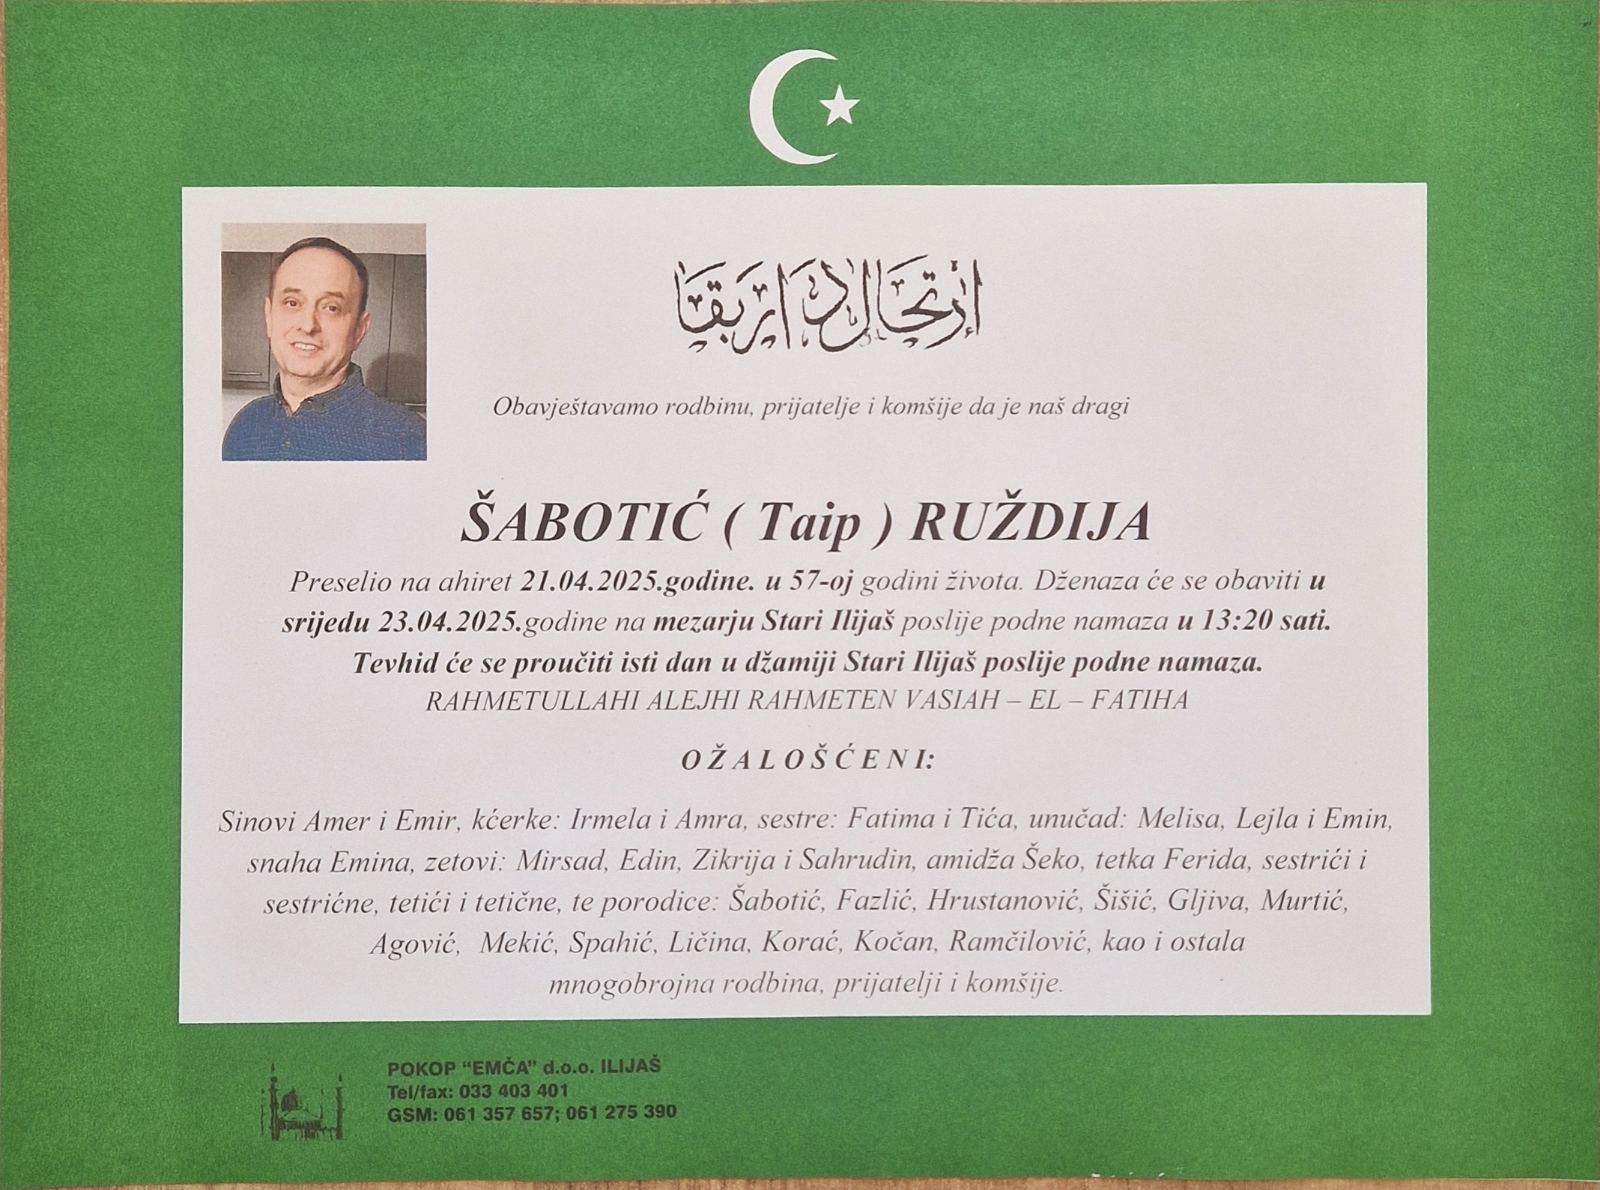 إرتحال دار بقا
Obavještavamo rodbinu, prijatelje i komšije da je naš dragi
ŠABOTIĆ ( Taip ) RUŽDIJA
Preselio na ahiret 21.04.2025.godine. u 57-oj godini života. Dženaza će se obaviti u
srijedu 23.04.2025.godine na mezarju Stari Ilijaš poslije podne namaza u 13:20 sati.
Tevhid će se proučiti isti dan u džamiji Stari Ilijaš poslije podne namaza.
RAHMETULLAHI ALEJHI RAHMETEN VASIAH – EL – FATIHA
O Ž A L O Š Ć E N I:
Sinovi Amer i Emir, kćerke: Irmela i Amra, sestre: Fatima i Tića, unučad: Melisa, Lejla i Emin,
snaha Emina, zetovi: Mirsad, Edin, Zikrija i Sahrudin, amidža Šeko, tetka Ferida, sestrići i
sestrićne, tetići i tetične, te porodice: Šabotić, Fazlić, Hrustanović, Šišić, Gljiva, Murtić,
Agović, Mekić, Spahić, Ličina, Korać, Kočan, Ramčilović, kao i ostala
mnogobrojna rodbina, prijatelji i komšije.
POKOP “EMČA” d.o.o. ILIJAŠ
Tel/fax: 033 403 401
GSM: 061 357 657; 061 275 390